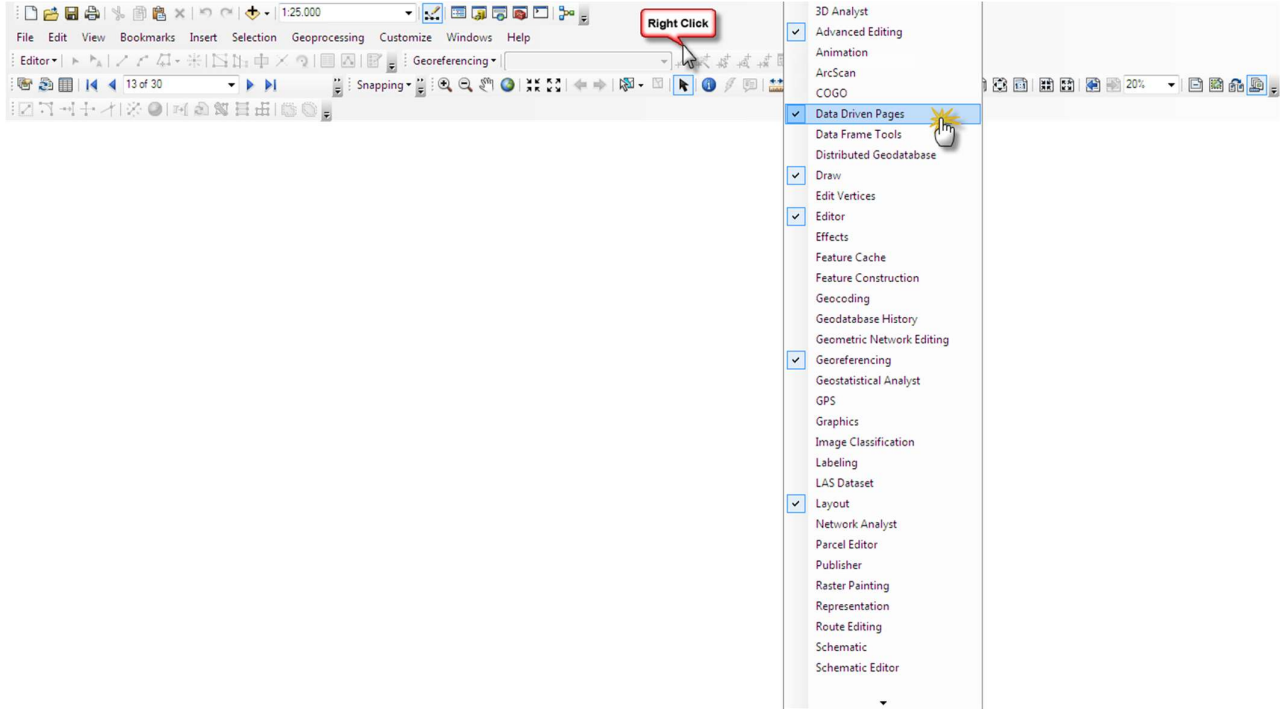 1:25.000
Right Click
File Edit View Bookmarks Insert Selection Geoprocessing Customize Windows Help
Editor Georeferencing
13 of 30 Snapping 1:1 20%
3D Analyst
Advanced Editing
Animation
ArcScan
COGO
Data Driven Pages
Data Frame Tools
Distributed Geodatabase
Draw
Edit Vertices
Editor
Effects
Feature Cache
Feature Construction
Geocoding
Geodatabase History
Geometric Network Editing
Georeferencing
Geostatistical Analyst
GPS
Graphics
Image Classification
Labeling
LAS Dataset
Layout
Network Analyst
Parcel Editor
Publisher
Raster Painting
Representation
Route Editing
Schematic
Schematic Editor